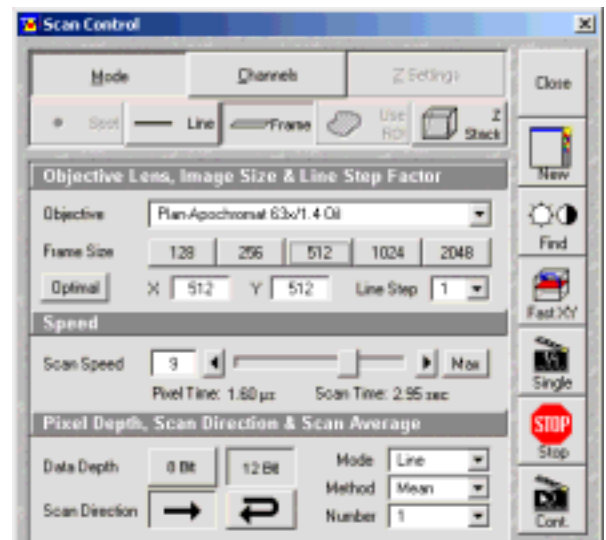 Scan Control
Mode Channels Z Settings Close
Spot Line Frame Use ROI Z Stack
New
Objective Lens, Image Size & Line Step Factor
Objective Plan-Apochromat 63x/1.4 Oil
Find
Frame Size 128 256 512 1024 2048
Optimal X 512 Y 512 Line Step 1
Fast XY
Speed
Scan Speed 9 Max
Single
Pixel Time: 1.60 µs Scan Time: 2.95 sec
Pixel Depth, Scan Direction & Scan Average
STOP
Stop
Data Depth 8 Bit 12 Bit Mode Line
Method Mean
Scan Direction Number 1
Cont.